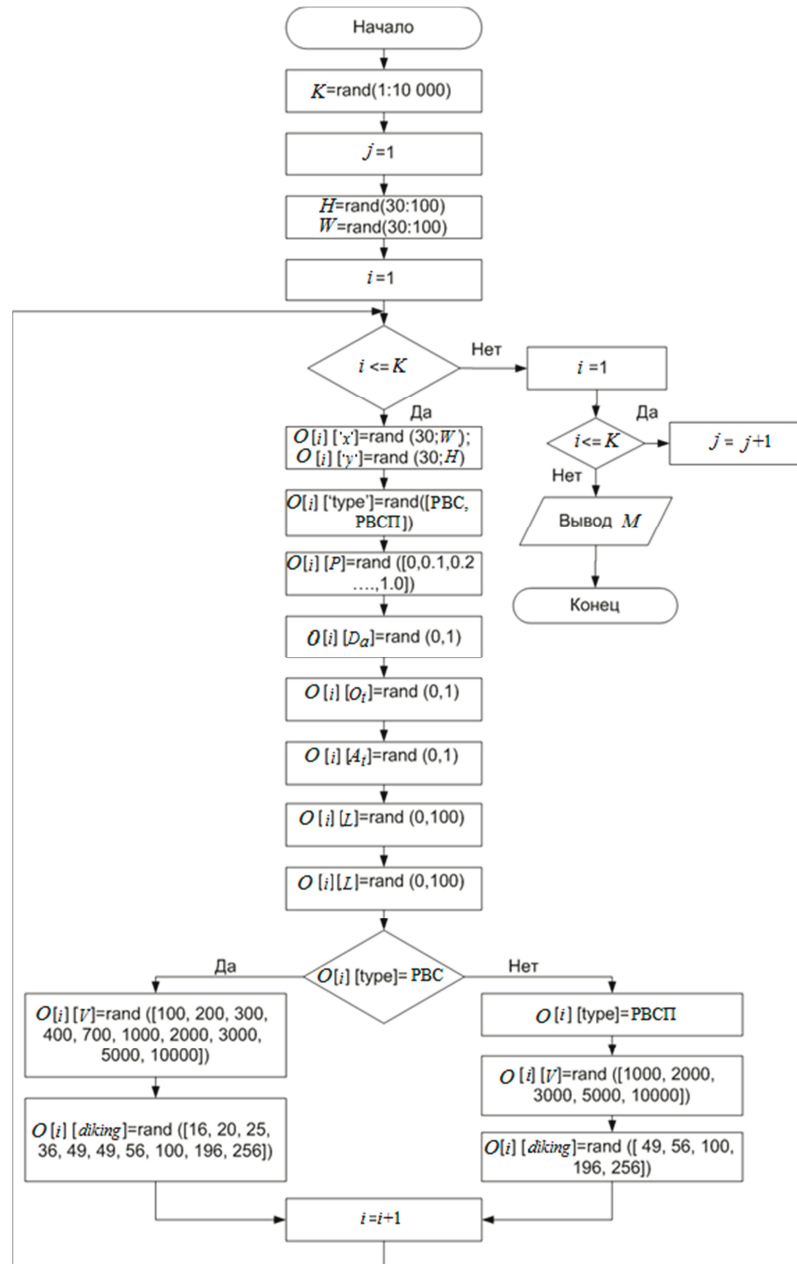 Начало
K=rand(1:10 000)
j=1
H=rand(30:100)
W=rand(30:100)
i=1
i <= K
Нет
i=1
Да
i<= K
Да
j = j+1
Нет
Вывод M
Конец
O[i]['x']=rand (30;W);
O[i]['y']=rand (30;H)
O[i]['type']=rand([РВС,
РВСП])
O[i][P]=rand ([0,0.1,0.2
....,1.0])
O[i][Dα]=rand (0,1)
O[i][Ot]=rand (0,1)
O[i][At]=rand (0,1)
O[i][L]=rand (0,100)
O[i][L]=rand (0,100)
O[i][type]= РВС
Да
Нет
O[i][V]=rand ([100, 200, 300,
400, 700, 1000, 2000, 3000,
5000, 10000])
O[i][diking]=rand ([16, 20, 25,
36, 49, 49, 56, 100, 196, 256])
O[i][type]=РВСП
O[i][V]=rand ([1000, 2000,
3000, 5000, 10000])
O[i][diking]=rand ([ 49, 56, 100,
196, 256])
i=i+1